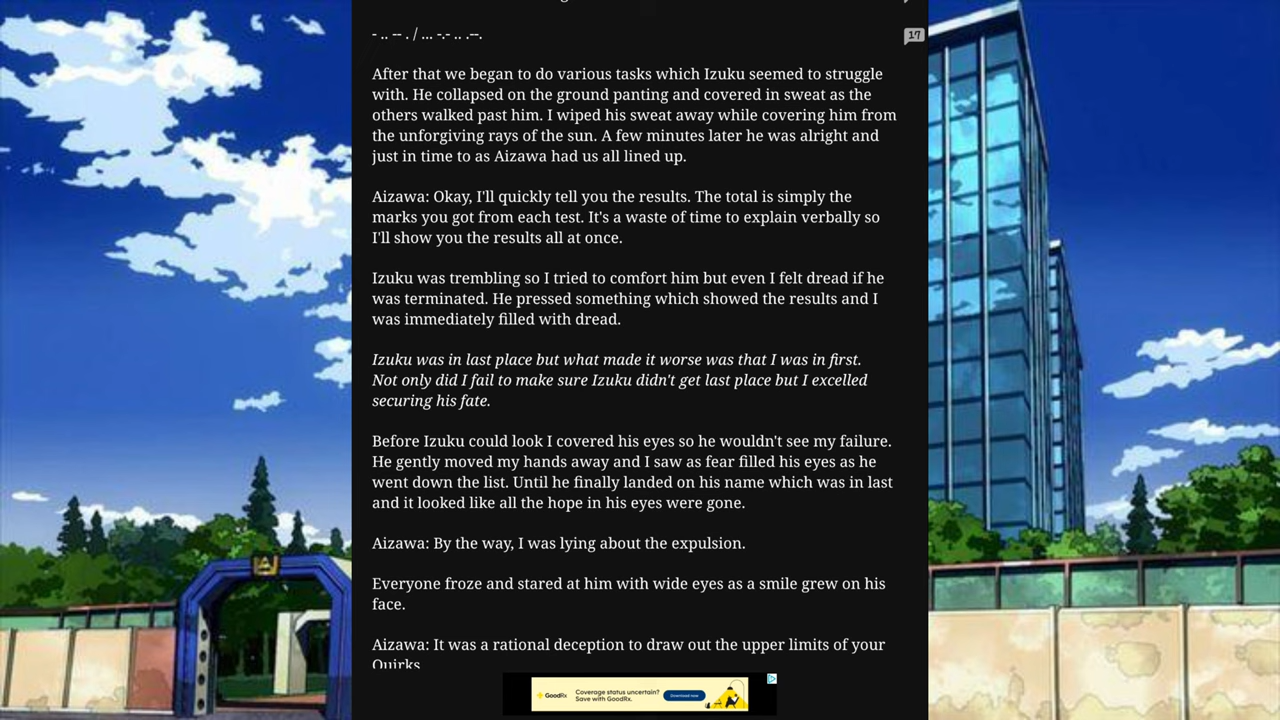 - .. -- . / ... -.- .. .--.
17
After that we began to do various tasks which Izuku seemed to struggle
with. He collapsed on the ground panting and covered in sweat as the
others walked past him. I wiped his sweat away while covering him from
the unforgiving rays of the sun. A few minutes later he was alright and
just in time to as Aizawa had us all lined up.
Aizawa: Okay, I'll quickly tell you the results. The total is simply the
marks you got from each test. It's a waste of time to explain verbally so
I'll show you the results all at once.
Izuku was trembling so I tried to comfort him but even I felt dread if he
was terminated. He pressed something which showed the results and I
was immediately filled with dread.
Izuku was in last place but what made it worse was that I was in first.
Not only did I fail to make sure Izuku didn't get last place but I excelled
securing his fate.
Before Izuku could look I covered his eyes so he wouldn't see my failure.
He gently moved my hands away and I saw as fear filled his eyes as he
went down the list. Until he finally landed on his name which was in last
and it looked like all the hope in his eyes were gone.
Aizawa: By the way, I was lying about the expulsion.
Everyone froze and stared at him with wide eyes as a smile grew on his
face.
Aizawa: It was a rational deception to draw out the upper limits of your
Quirks
GoodRx
Coverage status uncertain?
Save with GoodRx.
Download now